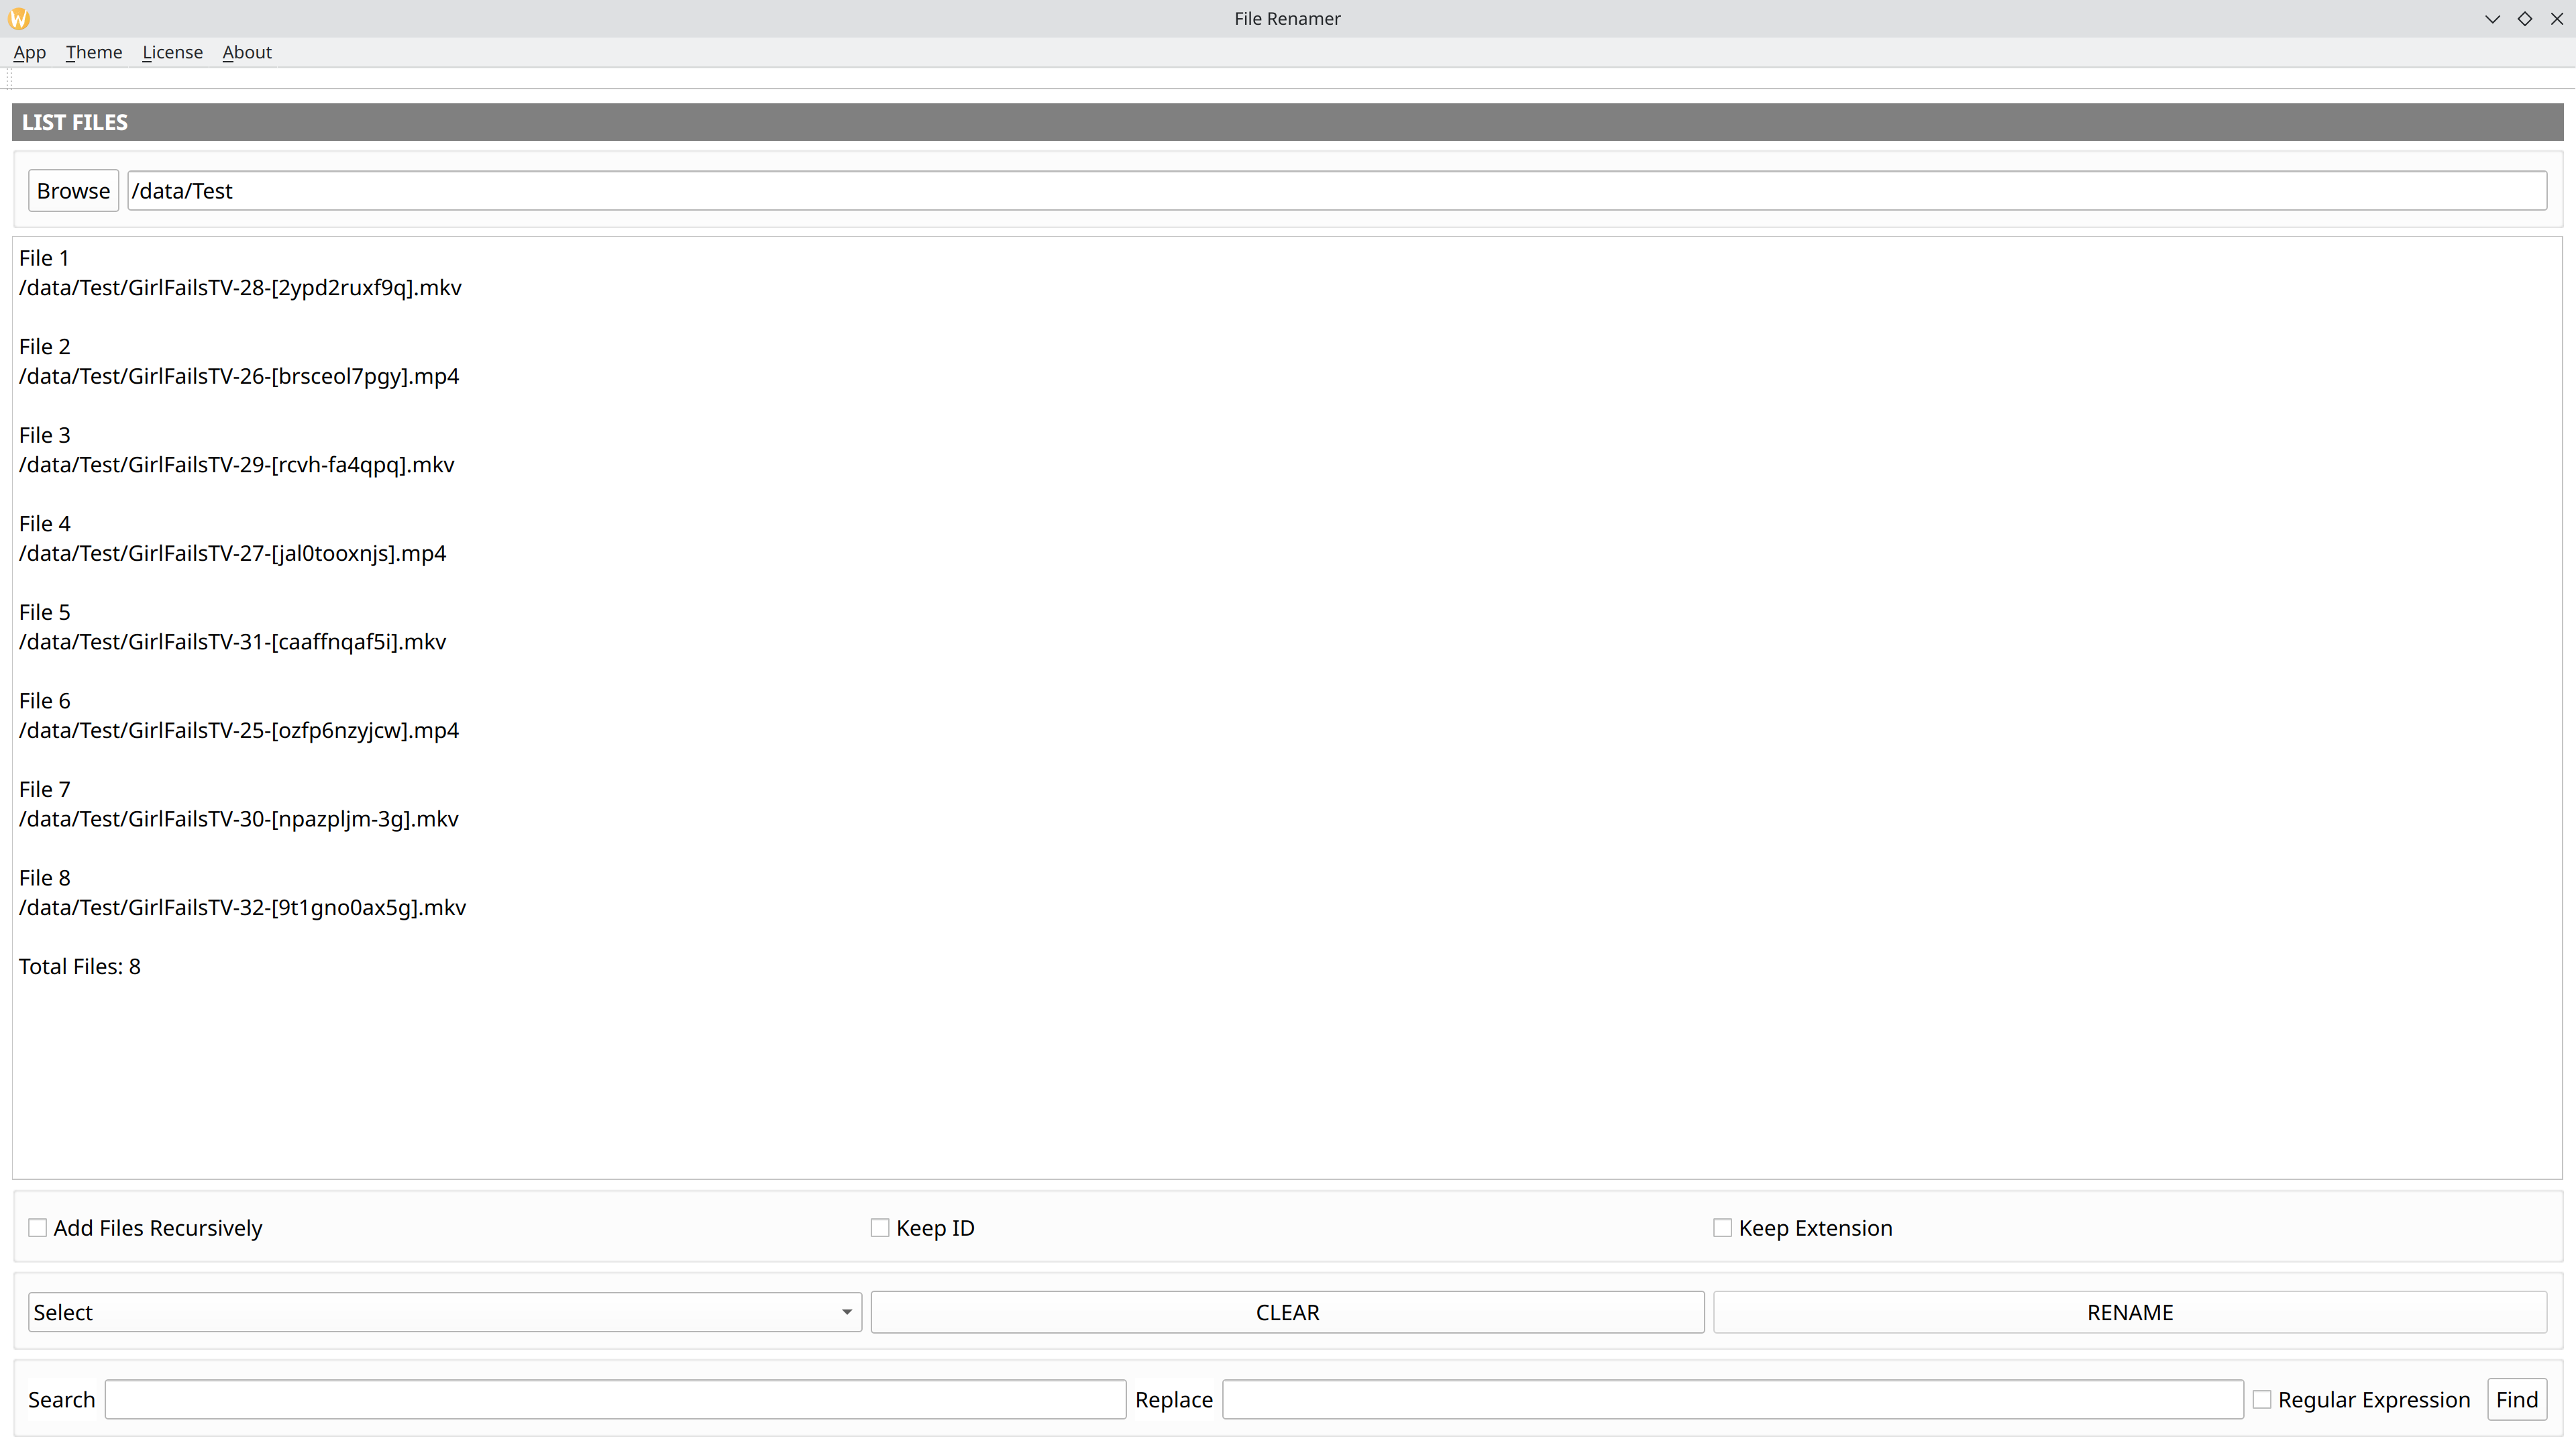 File Renamer
App Theme License About
LIST FILES
Browse /data/Test
File 1
/data/Test/GirlFailsTV-28-[2ypd2ruxf9q].mkv
File 2
/data/Test/GirlFailsTV-26-[brsceol7pgy].mp4
File 3
/data/Test/GirlFailsTV-29-[rcvh-fa4qpq].mkv
File 4
/data/Test/GirlFailsTV-27-[jal0tooxnjs].mp4
File 5
/data/Test/GirlFailsTV-31-[caaffnqaf5i].mkv
File 6
/data/Test/GirlFailsTV-25-[ozfp6nzyjcw].mp4
File 7
/data/Test/GirlFailsTV-30-[npazpljm-3g].mkv
File 8
/data/Test/GirlFailsTV-32-[9t1gno0ax5g].mkv
Total Files: 8
Add Files Recursively Keep ID Keep Extension
Select CLEAR RENAME
Search Replace Regular Expression Find